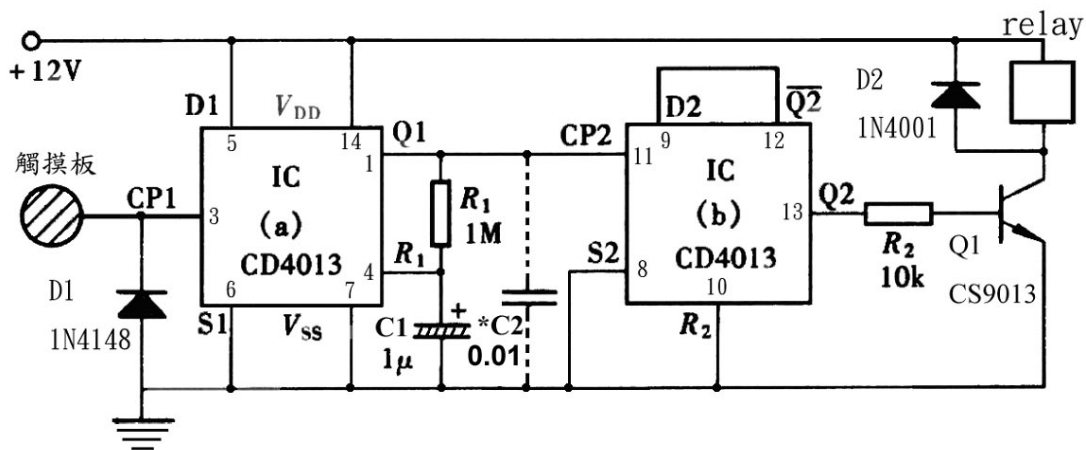 relay
+12V
D1
V_DD
5
14
Q1
1
D2
9
Q2
12
D2
1N4001
觸摸板
CP1
3
IC
(a)
CD4013
R1
1M
R1
4
CP2
11
IC
(b)
CD4013
13
Q2
R2
10k
Q1
CS9013
S2
8
10
R2
D1
1N4148
6
S1
7
V_SS
C1
1μ
+
*C2
0.01